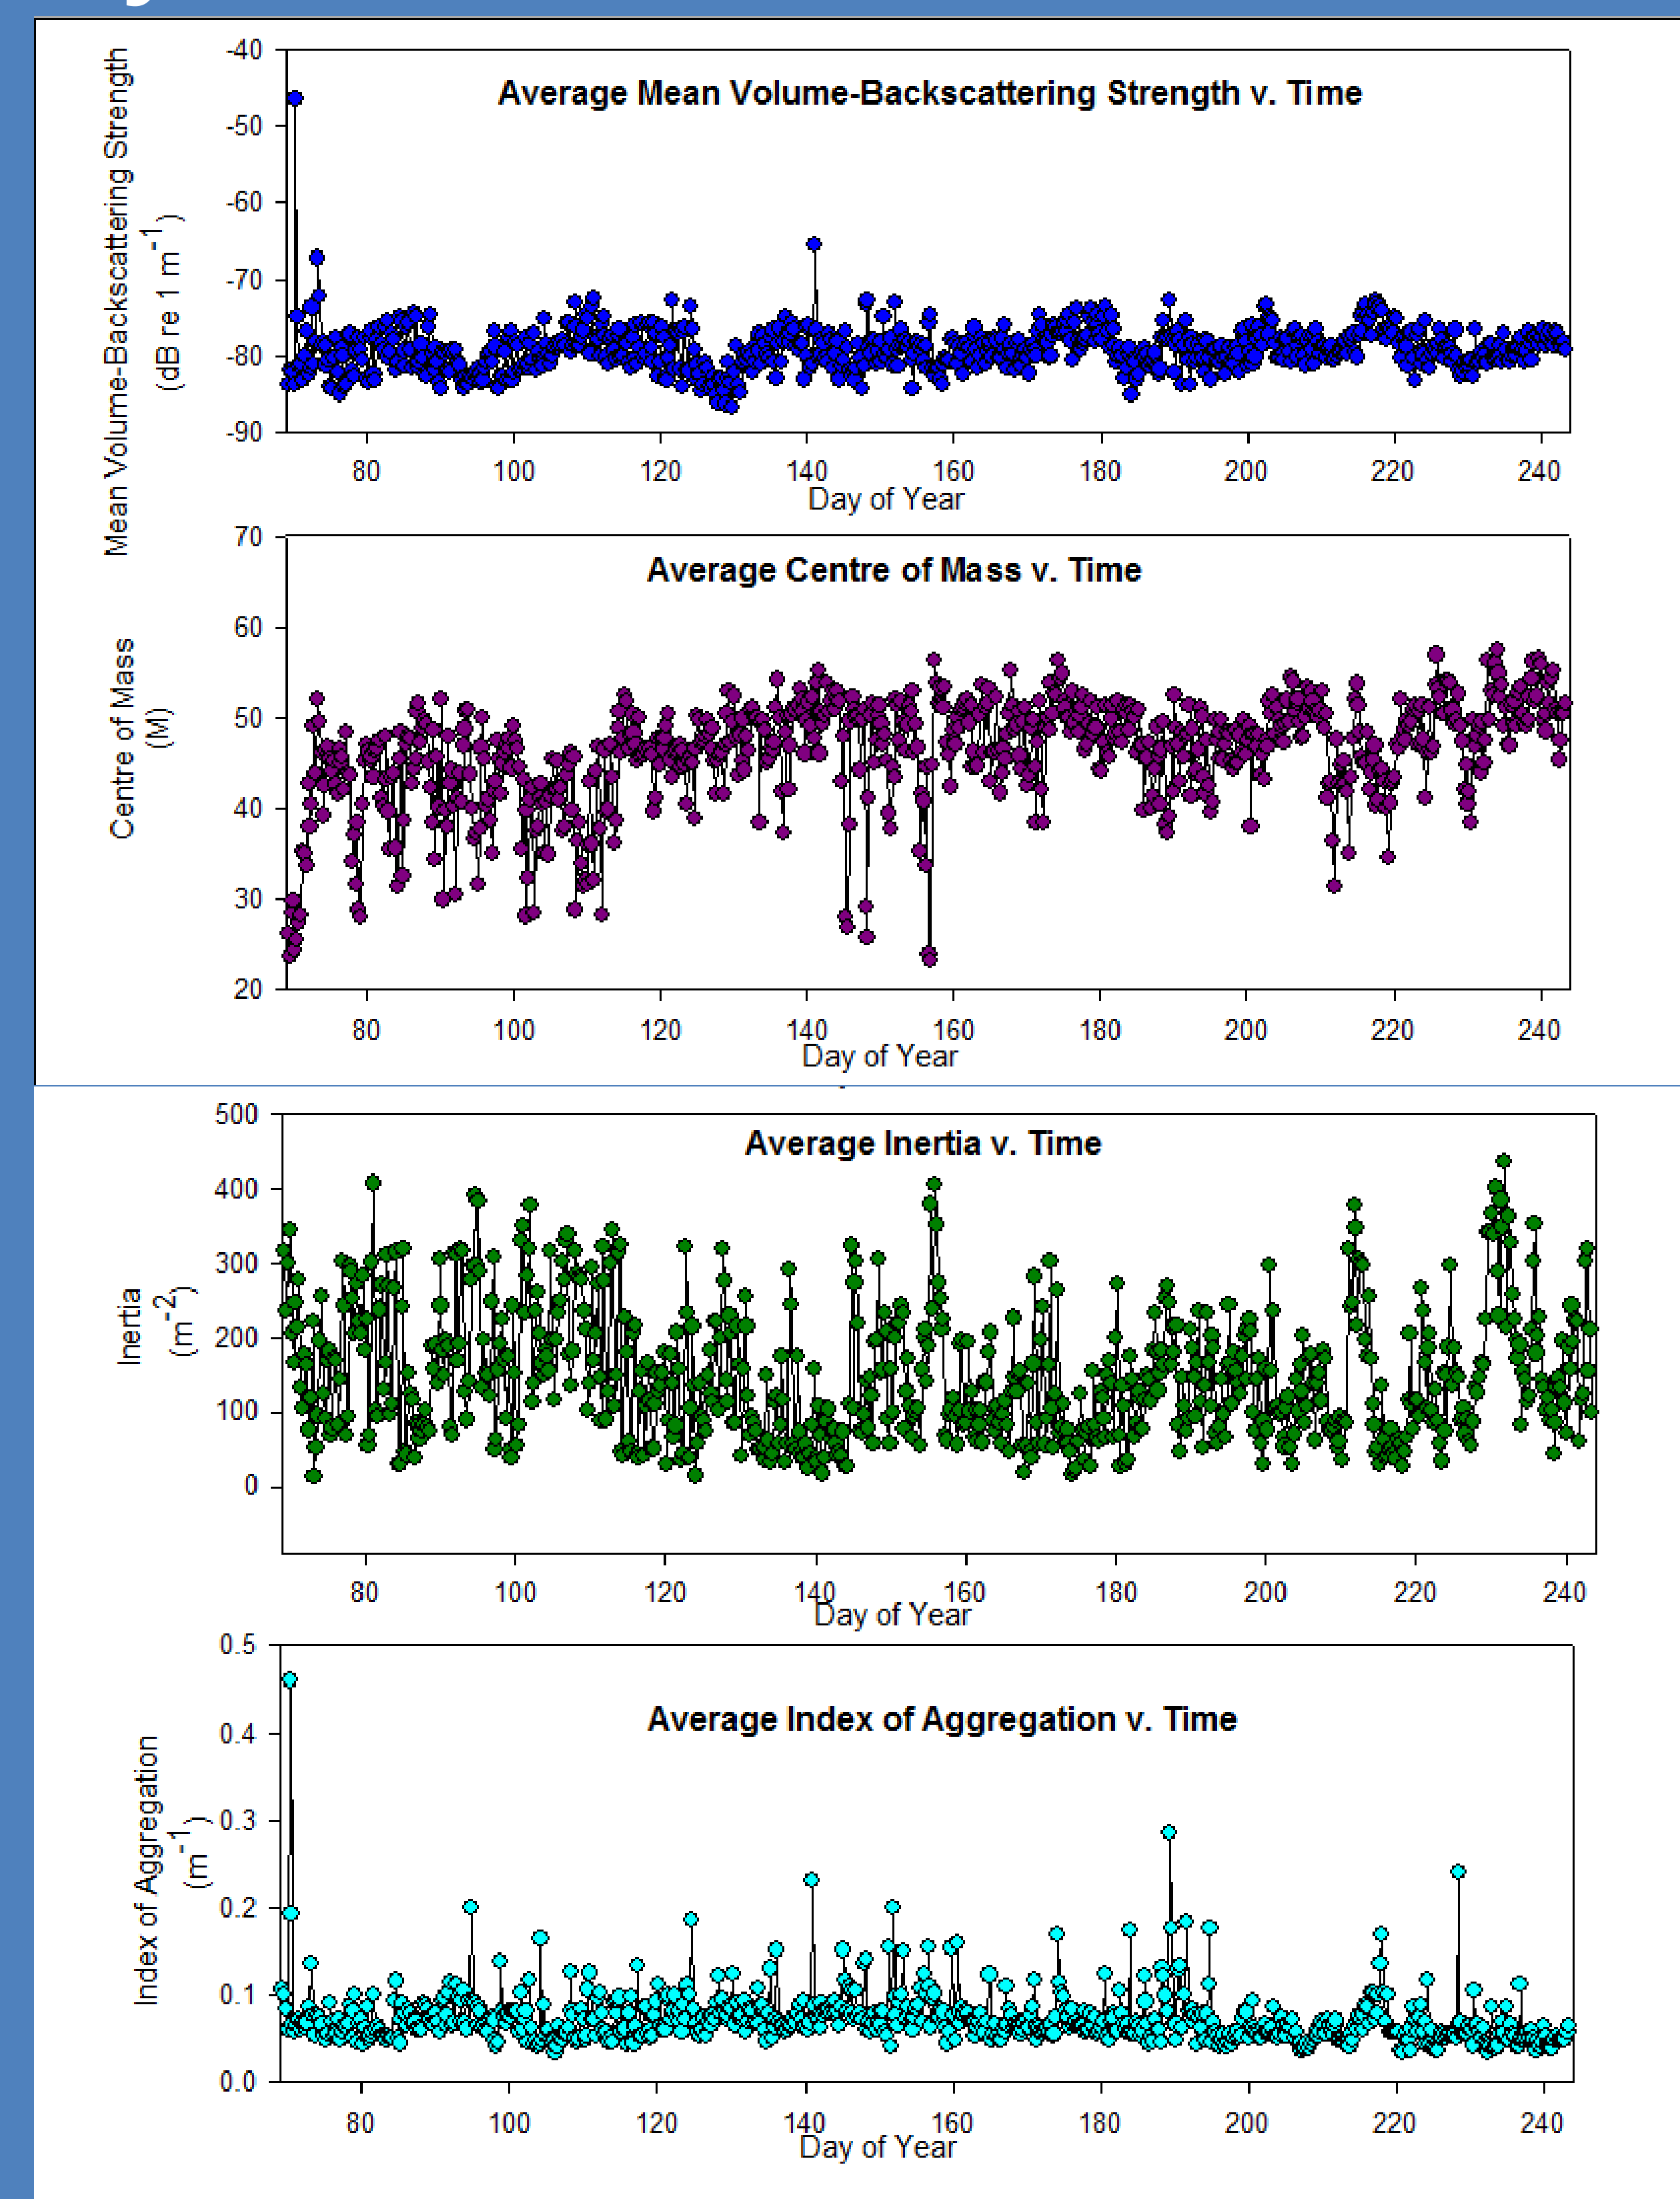 -40
Average Mean Volume-Backscattering Strength v. Time
-50
-60
-70
-80
-90
Mean Volume-Backscattering Strength
(dB re 1 m-1)
80 100 120 140 160 180 200 220 240
Day of Year
70
Average Centre of Mass v. Time
60
50
40
30
20
Centre of Mass
(M)
80 100 120 140 160 180 200 220 240
Day of Year
500
Average Inertia v. Time
400
300
200
100
0
Inertia
(m-2)
80 100 120 140 160 180 200 220 240
Day of Year
0.5
Average Index of Aggregation v. Time
0.4
0.3
0.2
0.1
0.0
Index of Aggregation
(m-1)
80 100 120 140 160 180 200 220 240
Day of Year